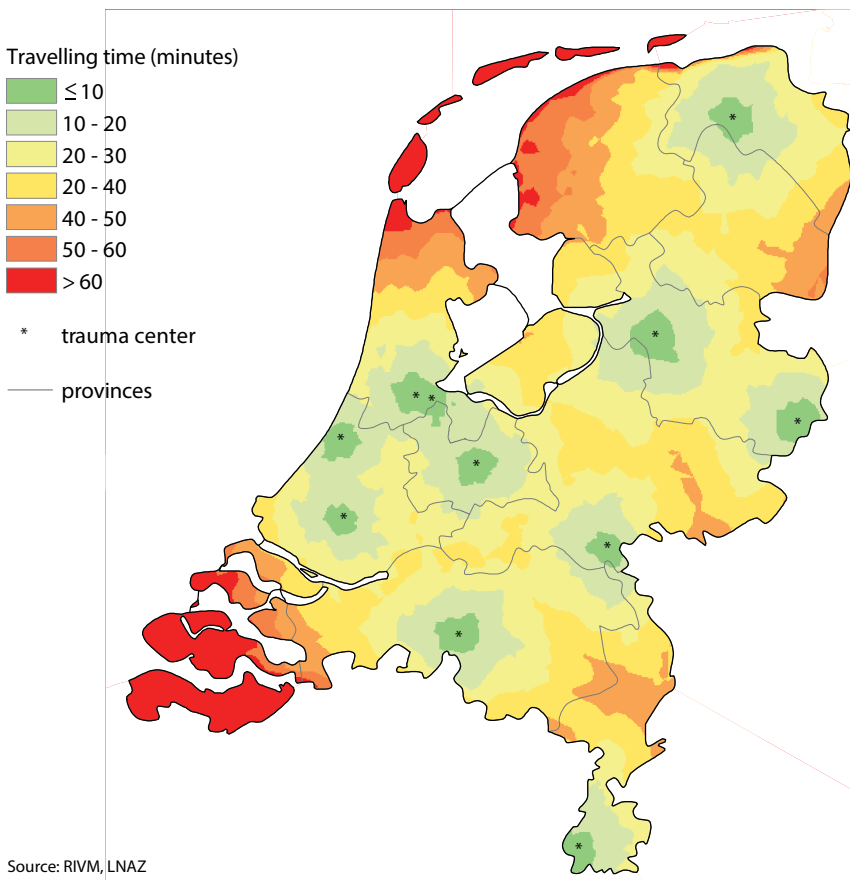 Travelling time (minutes)
≤10
10 - 20
20 - 30
20 - 40
40 - 50
50 - 60
> 60
* trauma center
provinces
Source: RIVM, LNAZ